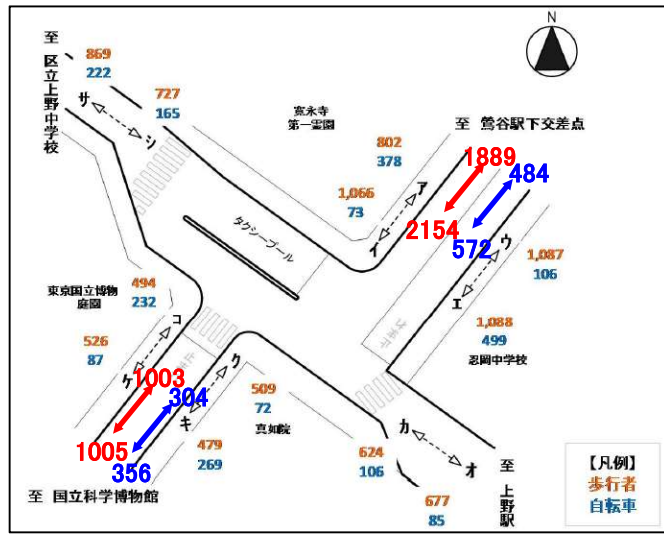 至
区立上野中学校
869
222
サ
シ
727
165
寛永寺
第一霊園
802
378
至 鶯谷駅下交差点
1889
484
1,066
73
ア
イ
2154
572
ウ
エ
1,087
106
タクシープール
1,088
499
忍岡中学校
東京国立博物館
庭園
494
232
コ
ケ
526
87
1003
304
1005
356
ク
キ
509
72
真如院
479
269
624
106
カ
オ
677
85
至 国立科学博物館
至 上野駅
【凡例】
歩行者
自転車